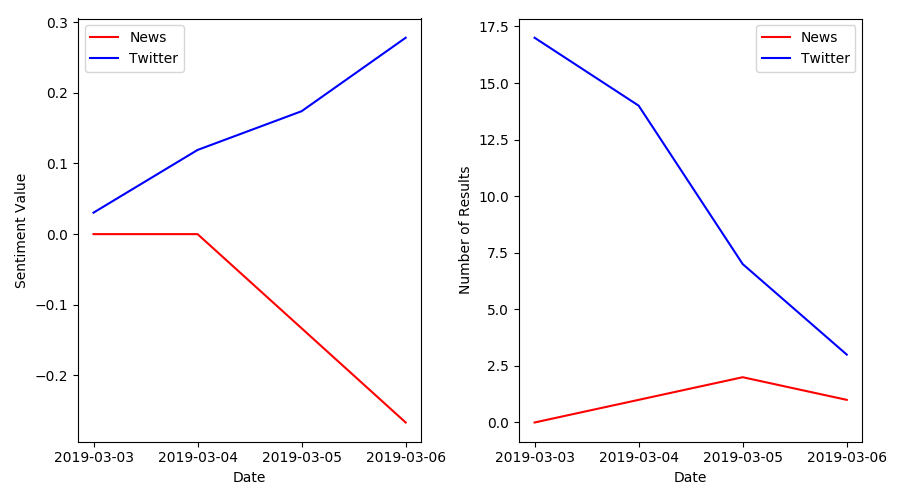 0.3
0.2
0.1
0.0
−0.1
−0.2
Sentiment Value
News
Twitter
2019-03-03 2019-03-04 2019-03-05 2019-03-06
Date
17.5
15.0
12.5
10.0
7.5
5.0
2.5
0.0
Number of Results
News
Twitter
2019-03-03 2019-03-04 2019-03-05 2019-03-06
Date